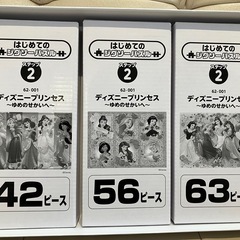 はじめての
ジグソーパズル
ステップ
2
62-001
ディズニープリンセス
〜ゆめのせかいへ〜
42ピース
はじめての
ジグソーパズル
ステップ
2
62-001
ディズニープリンセス
〜ゆめのせかいへ〜
56ピース
はじめての
ジグソーパズル
ステップ
2
62-001
ディズニープリンセス
〜ゆめのせかいへ〜
63ピース